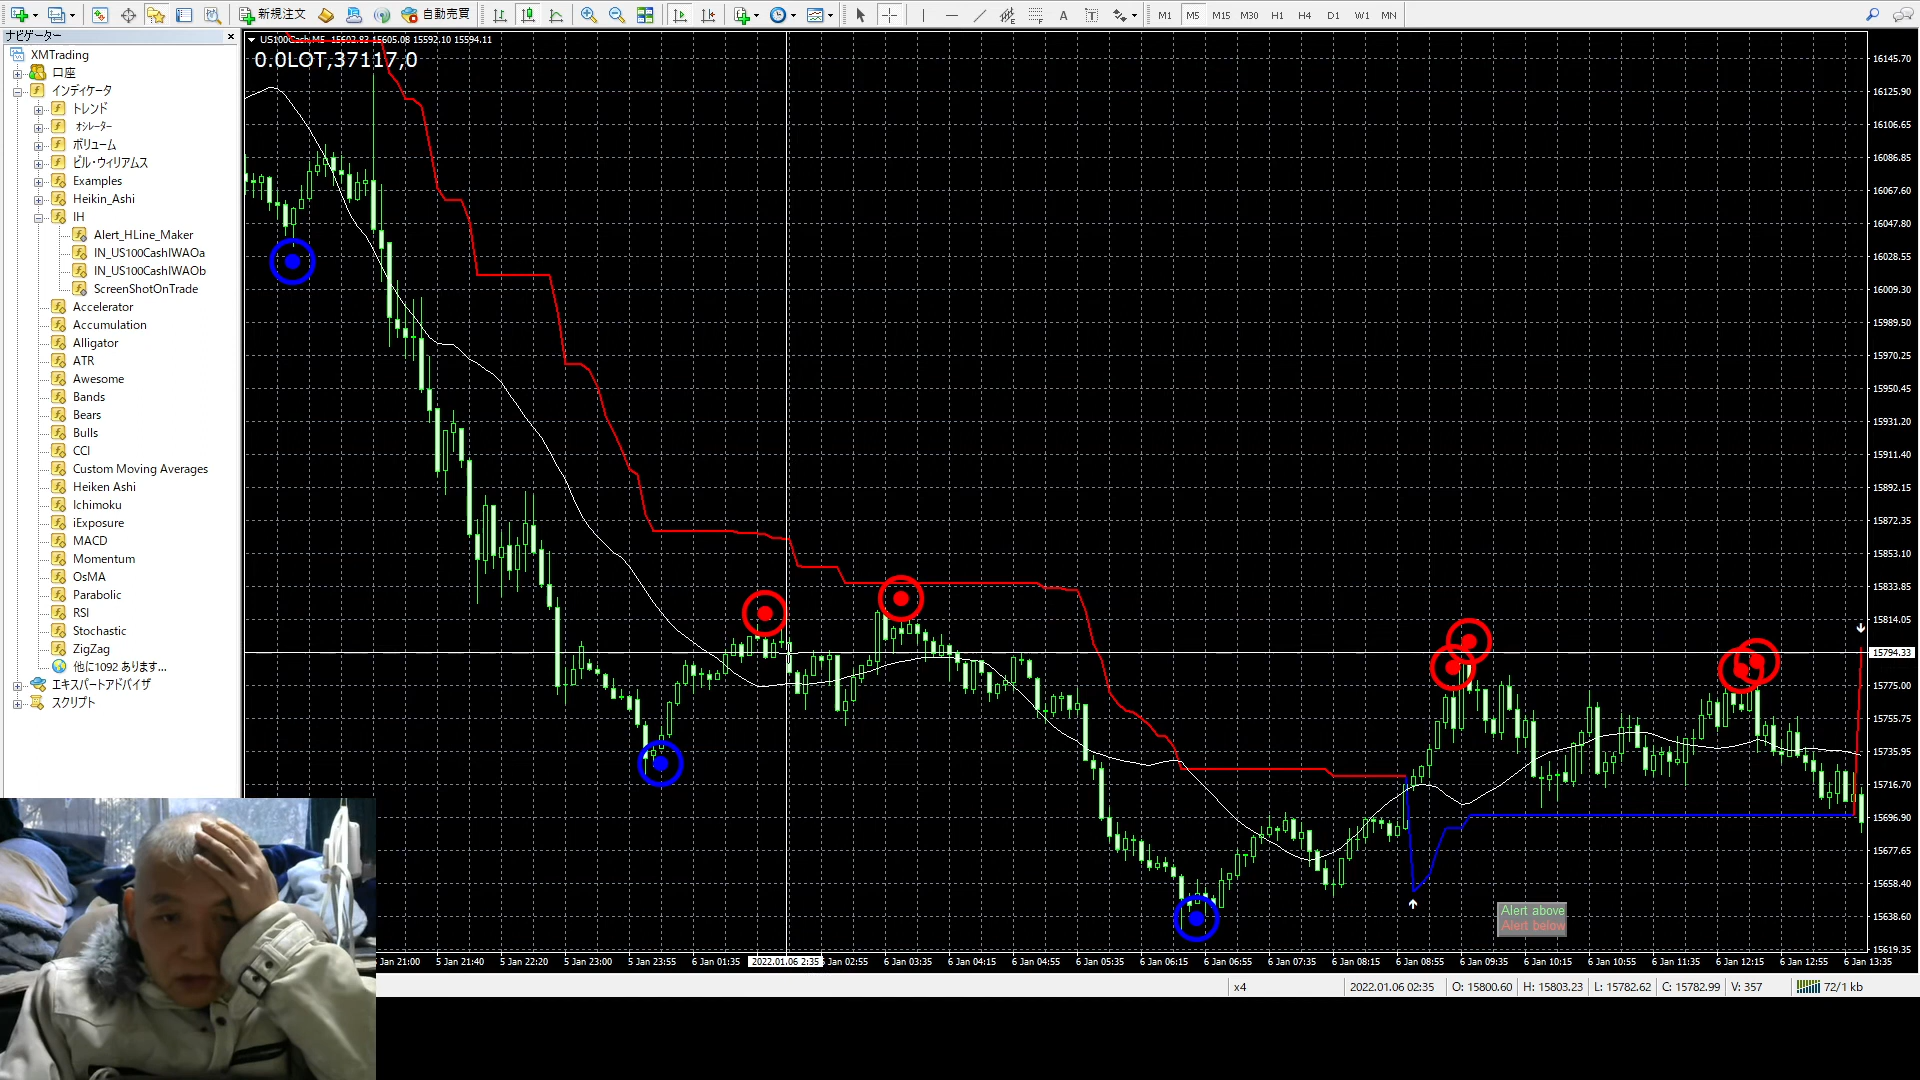 新規注文
自動売買
A
T
M1 M5 M15 M30 H1 H4 D1 W1 MN
ナビゲーター
XMTrading
口座
インディケータ
トレンド
オシレーター
ボリューム
ビル・ウィリアムス
Examples
Heikin_Ashi
IH
Alert_HLine_Maker
IN_US100CashIWAOa
IN_US100CashIWAOb
ScreenShotOnTrade
Accelerator
Accumulation
Alligator
ATR
Awesome
Bands
Bears
Bulls
CCI
Custom Moving Averages
Heiken Ashi
Ichimoku
iExposure
MACD
Momentum
OsMA
Parabolic
RSI
Stochastic
ZigZag
他に1092 あります...
エキスパートアドバイザ
スクリプト
US100Cash,M5 15602.83 15605.08 15592.10 15594.11
0.0LOT,37117,0
16145.70
16125.90
16106.65
16086.85
16067.60
16047.80
16028.55
16009.30
15989.50
15970.25
15950.45
15931.20
15911.40
15892.15
15872.35
15853.10
15833.85
15814.05
15794.33
15775.00
15755.75
15735.95
15716.70
15696.90
15677.65
15658.40
15638.60
15619.35
Alert above
Alert below
Jan 21:00 5 Jan 21:40 5 Jan 22:20 5 Jan 23:00 5 Jan 23:55 6 Jan 01:35 2022.01.06 2:35 Jan 02:55 6 Jan 03:35 6 Jan 04:15 6 Jan 04:55 6 Jan 05:35 6 Jan 06:15 6 Jan 06:55 6 Jan 07:35 6 Jan 08:15 6 Jan 08:55 6 Jan 09:35 6 Jan 10:15 6 Jan 10:55 6 Jan 11:35 6 Jan 12:15 6 Jan 12:55 6 Jan 13:35
x4 2022.01.06 02:35 O: 15800.60 H: 15803.23 L: 15782.62 C: 15782.99 V: 357 72/1 kb